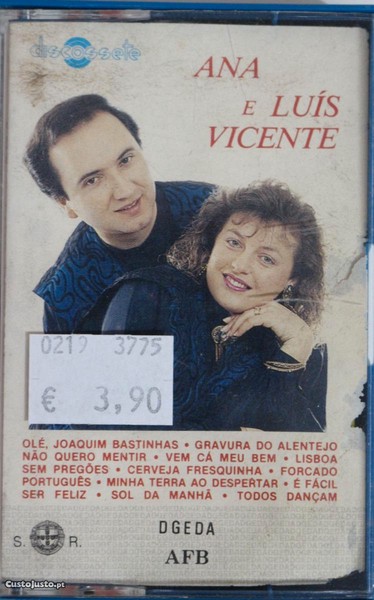 discossete
ANA
E LUÍS
VICENTE
0219 3775
€ 3,90
OLÉ, JOAQUIM BASTINHAS • GRAVURA DO ALENTEJO
NÃO QUERO MENTIR • VEM CÁ MEU BEM • LISBOA
SEM PREGÕES • CERVEJA FRESQUINHA • FORCADO
PORTUGUÊS • MINHA TERRA AO DESPERTAR • É FÁCIL
SER FELIZ • SOL DA MANHÃ • TODOS DANÇAM
S. R.
DGEDA
AFB
CustoJusto.pt